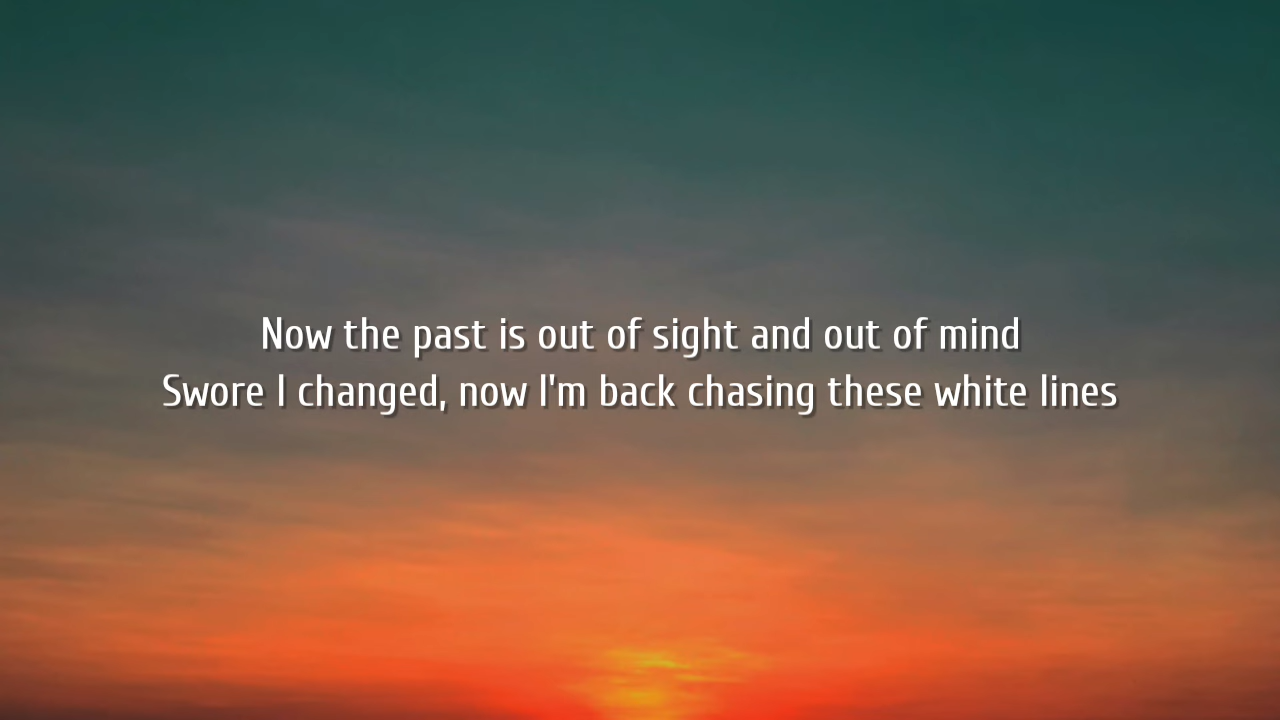 Now the past is out of sight and out of mind
Swore I changed, now I'm back chasing these white lines